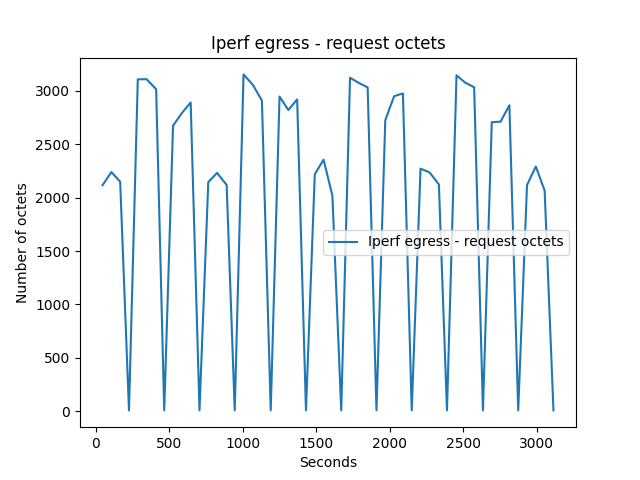 Iperf egress - request octets
3000
2500
2000
1500
1000
500
0
Number of octets
Iperf egress - request octets
0 500 1000 1500 2000 2500 3000
Seconds